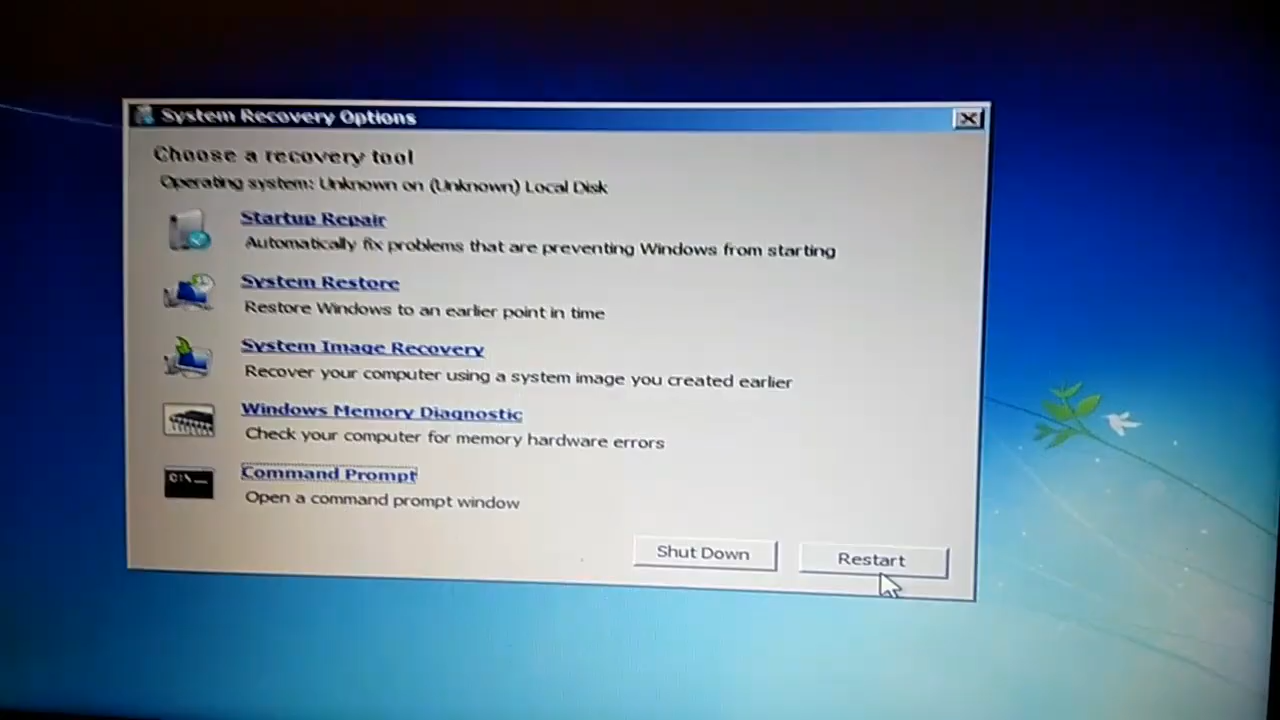 System Recovery Options
Choose a recovery tool
Operating system: Unknown on (Unknown) Local Disk
Startup Repair
Automatically fix problems that are preventing Windows from starting
System Restore
Restore Windows to an earlier point in time
System Image Recovery
Recover your computer using a system image you created earlier
Windows Memory Diagnostic
Check your computer for memory hardware errors
C:\_
Command Prompt
Open a command prompt window
Shut Down
Restart